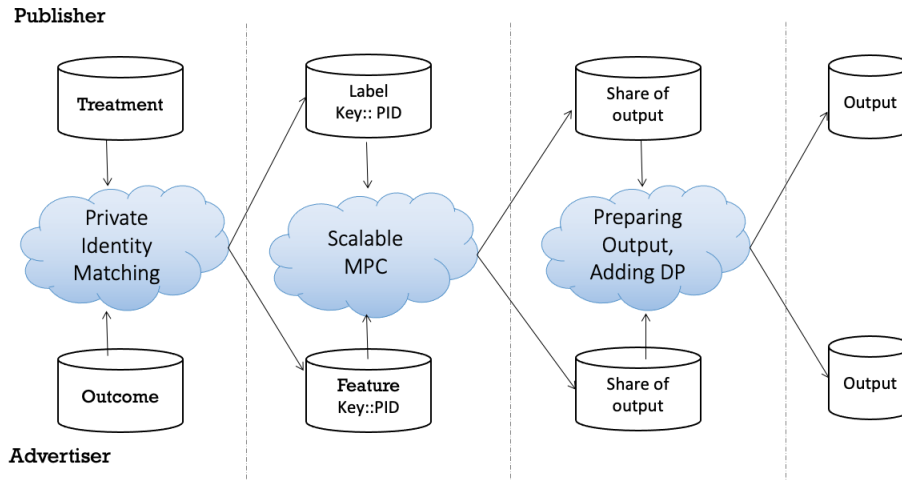 Publisher
Treatment
Label
Key:: PID
Share of
output
Output
Private
Identity
Matching
Scalable
MPC
Preparing
Output,
Adding DP
Outcome
Feature
Key::PID
Share of
output
Output
Advertiser